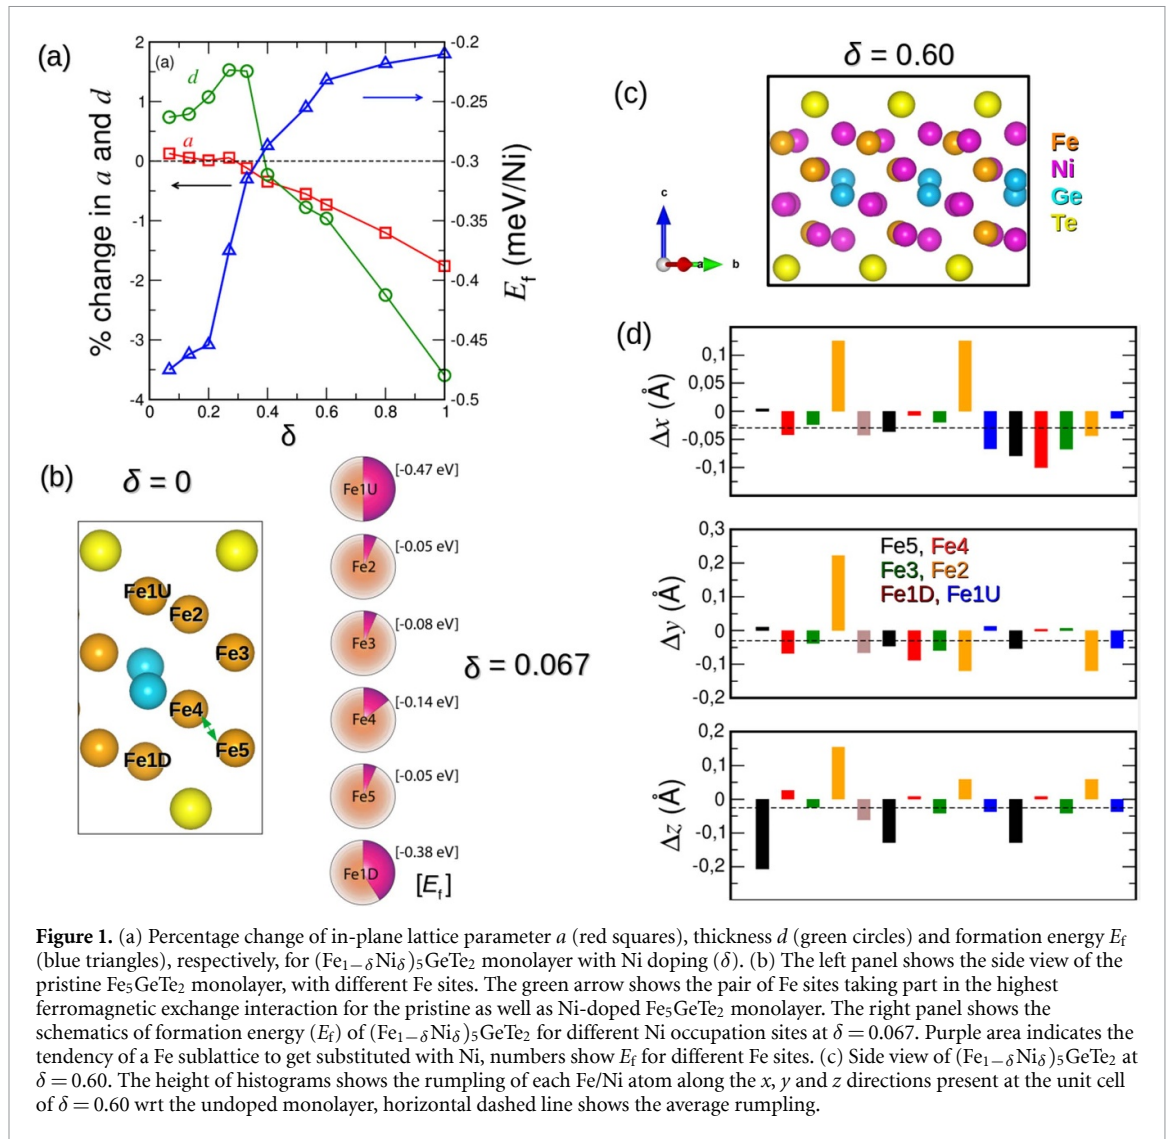 (a)
(a)
d
a
% change in a and d
2
1
0
-1
-2
-3
-4
0
0.2
0.4
0.6
0.8
1
δ
-0.2
-0.25
-0.3
-0.35
-0.4
-0.45
-0.5
Ef (meV/Ni)
(c)
δ = 0.60
Fe
Ni
Ge
Te
c
a
b
(b)
δ = 0
Fe1U
Fe2
Fe3
Fe4
Fe5
Fe1D
Fe1U
[-0.47 eV]
Fe2
[-0.05 eV]
Fe3
[-0.08 eV]
Fe4
[-0.14 eV]
Fe5
[-0.05 eV]
Fe1D
[-0.38 eV]
[Ef]
δ = 0.067
(d)
Δx (Å)
0,1
0,05
0
-0,05
-0,1
Δy (Å)
0,3
0,2
0,1
0
-0,1
-0,2
Fe5, Fe4
Fe3, Fe2
Fe1D, Fe1U
Δz (Å)
0,2
0,1
0
-0,1
-0,2
Figure 1. (a) Percentage change of in-plane lattice parameter a (red squares), thickness d (green circles) and formation energy Ef
(blue triangles), respectively, for (Fe1−δNiδ)5GeTe2 monolayer with Ni doping (δ). (b) The left panel shows the side view of the
pristine Fe5GeTe2 monolayer, with different Fe sites. The green arrow shows the pair of Fe sites taking part in the highest
ferromagnetic exchange interaction for the pristine as well as Ni-doped Fe5GeTe2 monolayer. The right panel shows the
schematics of formation energy (Ef) of (Fe1−δNiδ)5GeTe2 for different Ni occupation sites at δ = 0.067. Purple area indicates the
tendency of a Fe sublattice to get substituted with Ni, numbers show Ef for different Fe sites. (c) Side view of (Fe1−δNiδ)5GeTe2 at
δ = 0.60. The height of histograms shows the rumpling of each Fe/Ni atom along the x, y and z directions present at the unit cell
of δ = 0.60 wrt the undoped monolayer, horizontal dashed line shows the average rumpling.